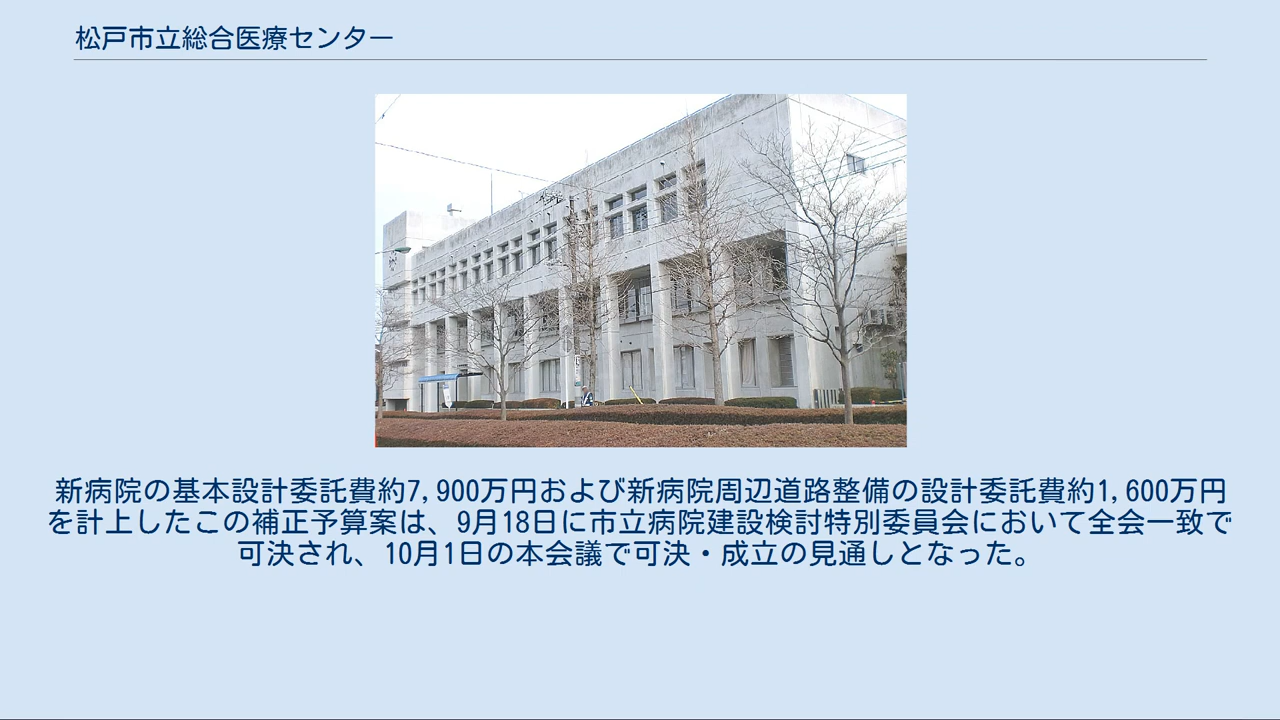 松戸市立総合医療センター
新病院の基本設計委託費約7,900万円および新病院周辺道路整備の設計委託費約1,600万円
を計上したこの補正予算案は、9月18日に市立病院建設検討特別委員会において全会一致で
可決され、10月1日の本会議で可決・成立の見通しとなった。